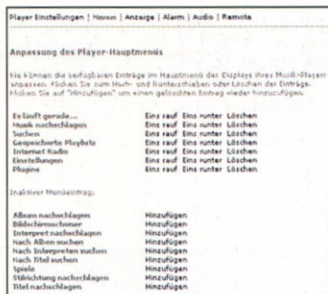 Player Einstellungen | Menüs | Anzeige | Alarm | Audio | Remote
Anpassung des Player-Hauptmenüs
Sie können die verfügbaren Einträge im Hauptmenü des Displays Ihres Musik-Players
anpassen. Klicken Sie zum Hoch- und Runterschieben oder Löschen der Einträge.
Klicken Sie auf "Hinzufügen" um einen gelöschten Eintrag wieder hinzuzufügen.
Es läuft gerade... Eins rauf Eins runter Löschen
Musik nachschlagen Eins rauf Eins runter Löschen
Suchen Eins rauf Eins runter Löschen
Gespeicherte Playlists Eins rauf Eins runter Löschen
Internet Radio Eins rauf Eins runter Löschen
Einstellungen Eins rauf Eins runter Löschen
Plugins Eins rauf Eins runter Löschen
Inaktiver Menüeintrag:
Album nachschlagen Hinzufügen
Bildschirmschoner Hinzufügen
Interpret nachschlagen Hinzufügen
Nach Alben suchen Hinzufügen
Nach Interpreten suchen Hinzufügen
Nach Titel suchen Hinzufügen
Spiele Hinzufügen
Stilrichtung nachschlagen Hinzufügen
Titel nachschlagen Hinzufügen